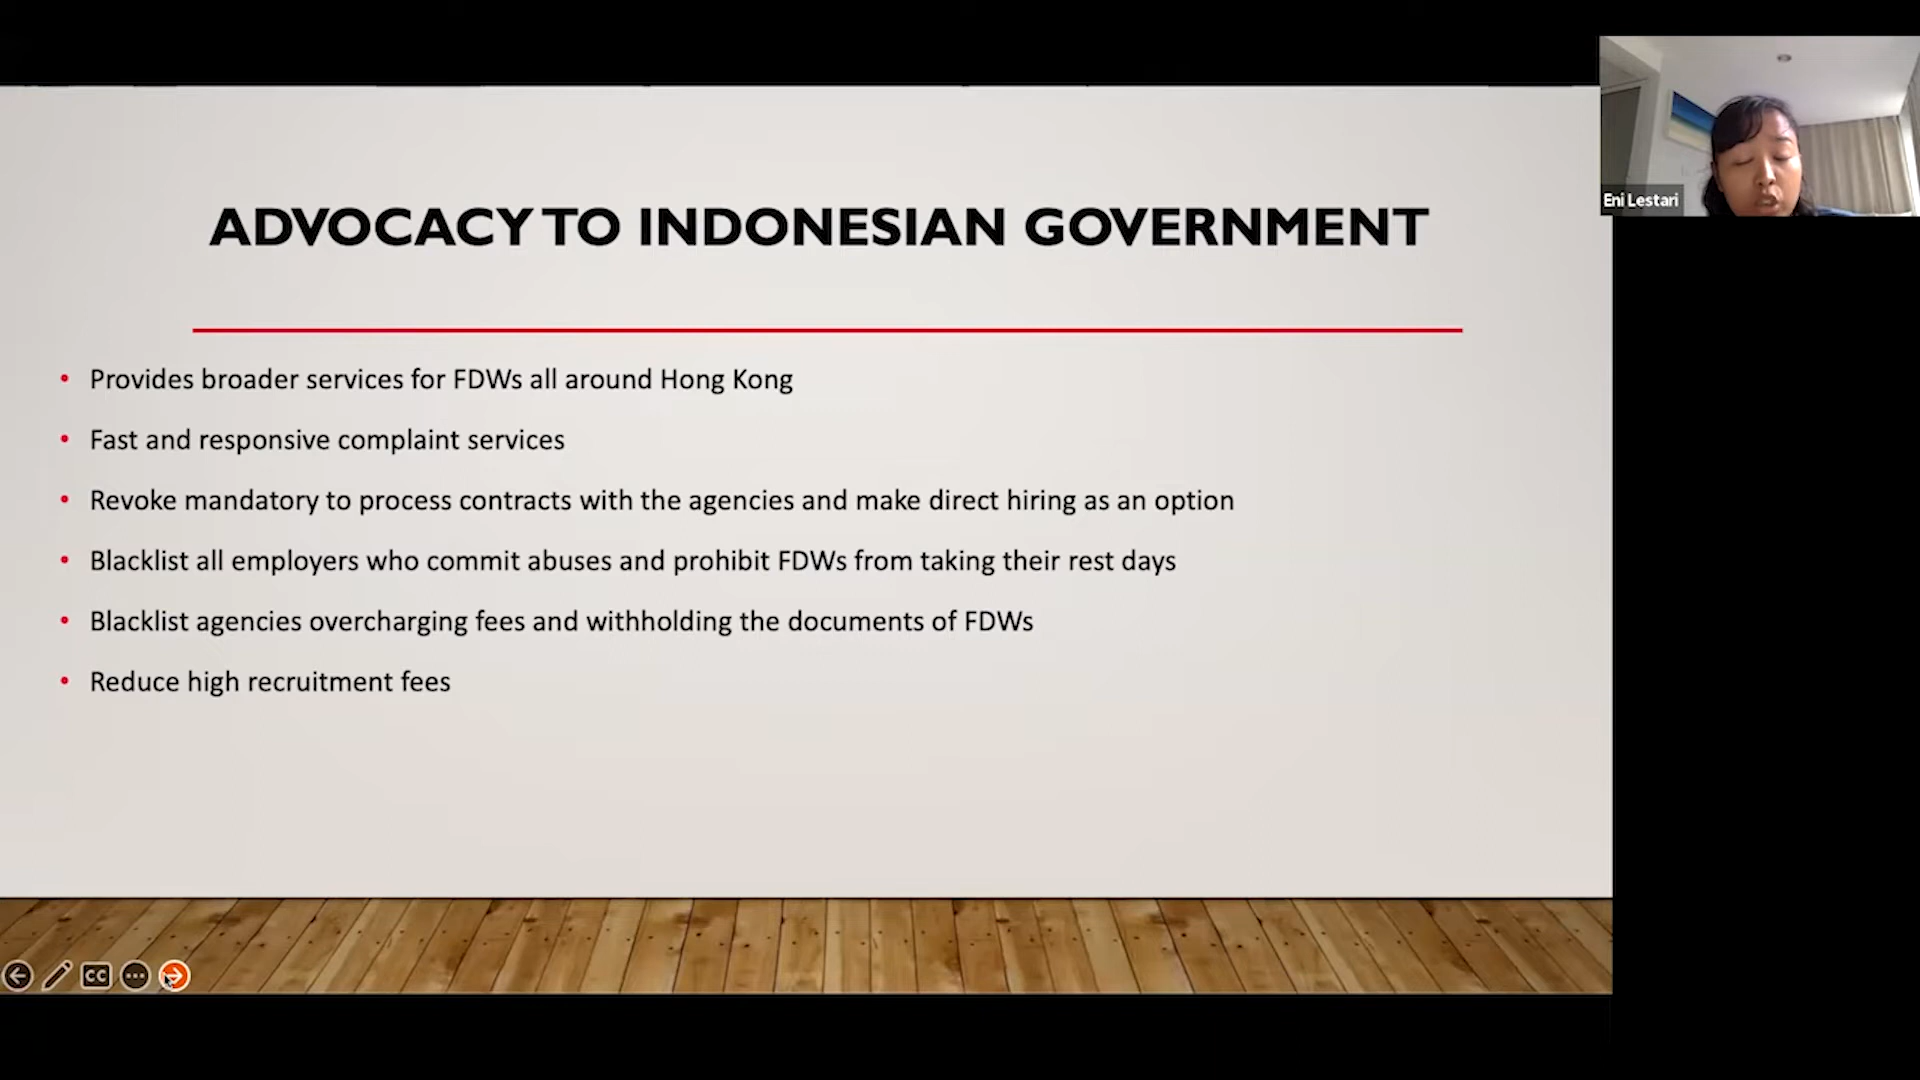 ADVOCACY TO INDONESIAN GOVERNMENT
Eni Lestari
• Provides broader services for FDWs all around Hong Kong
• Fast and responsive complaint services
• Revoke mandatory to process contracts with the agencies and make direct hiring as an option
• Blacklist all employers who commit abuses and prohibit FDWs from taking their rest days
• Blacklist agencies overcharging fees and withholding the documents of FDWs
• Reduce high recruitment fees
CC